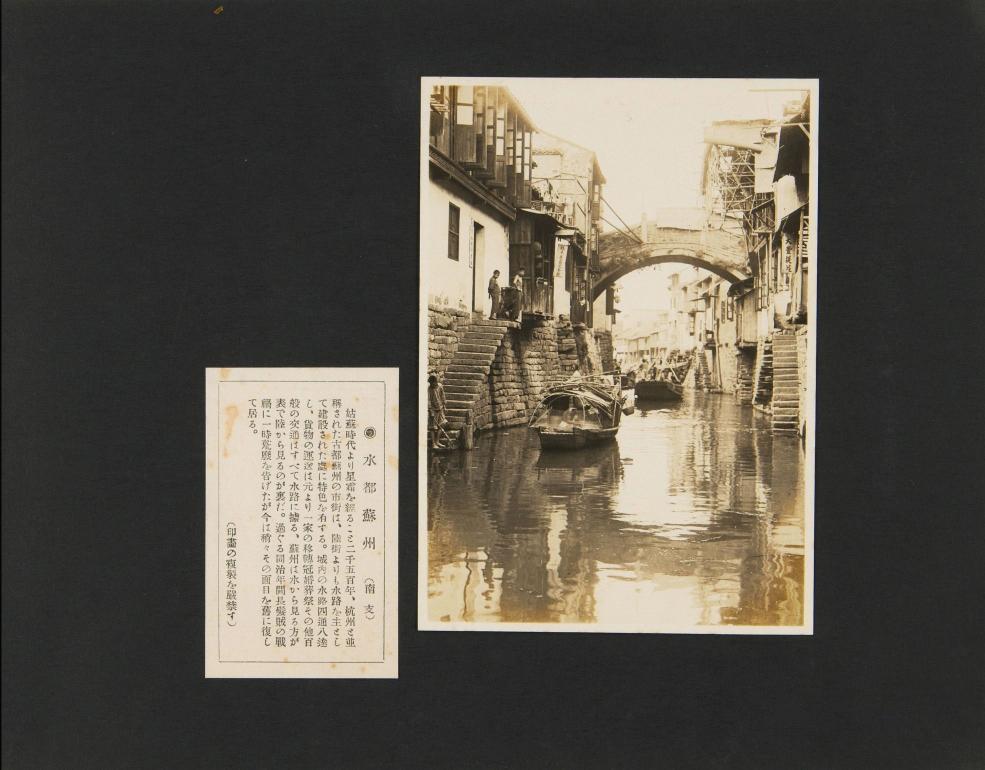 水都蘇州（南支）
姑蘇時代より星霜を經ること二千五百年、杭州と並
稱された古都蘇州の市街は、陸街よりも水路を主とし
て建設された處に特色を有する。城内の水路四通八達
し、貨物の運送は元より一家の移轉冠婚葬祭その他百
般の交通はすべて水路に據る、蘇州は水から見る方が
表で陸から見るのが裏だ。過ぐる同治年間長髮賊の戰
禍に一時荒廢を告げたが今は稍々その面目を舊に復し
て居る。
（印畫の複製を嚴禁す）